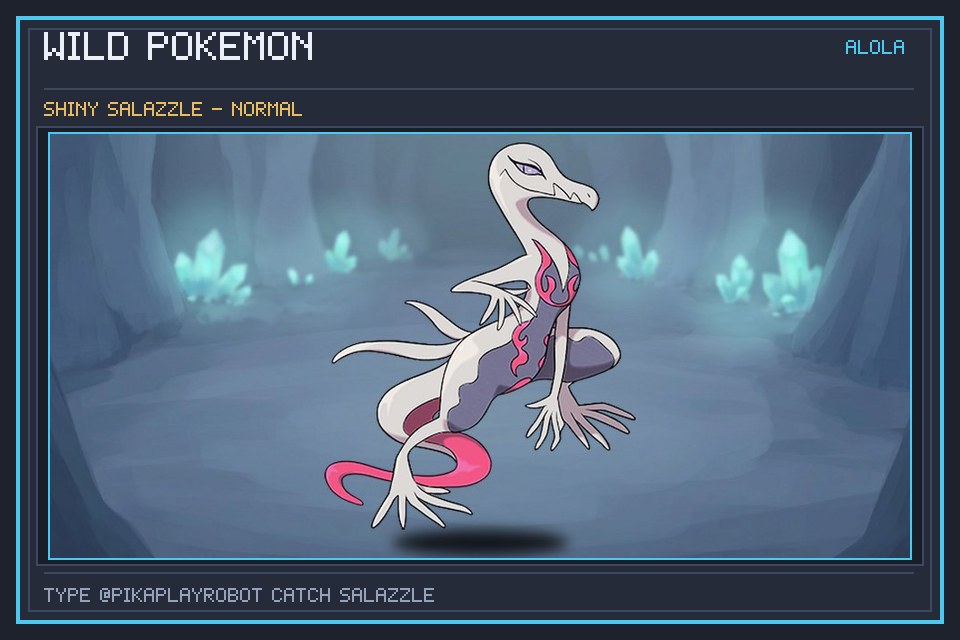 WILD POKEMON
ALOLA
SHINY SALAZZLE - NORMAL
TYPE @PIKAPLAYROBOT CATCH SALAZZLE